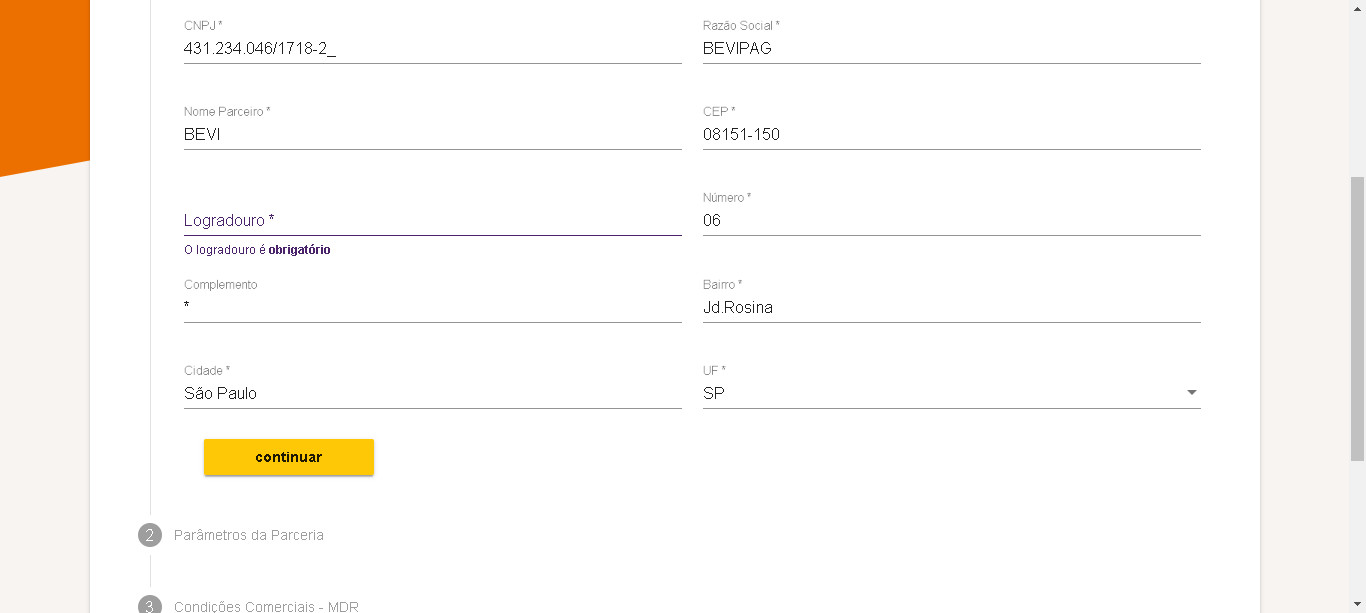 CNPJ *
431.234.046/1718-2_
Razão Social *
BEVIPAG
Nome Parceiro *
BEVI
CEP *
08151-150
Logradouro *
O logradouro é obrigatório
Número *
06
Complemento
*
Bairro *
Jd.Rosina
Cidade *
São Paulo
UF *
SP
continuar
2 Parâmetros da Parceria
3 Condições Comerciais - MDR